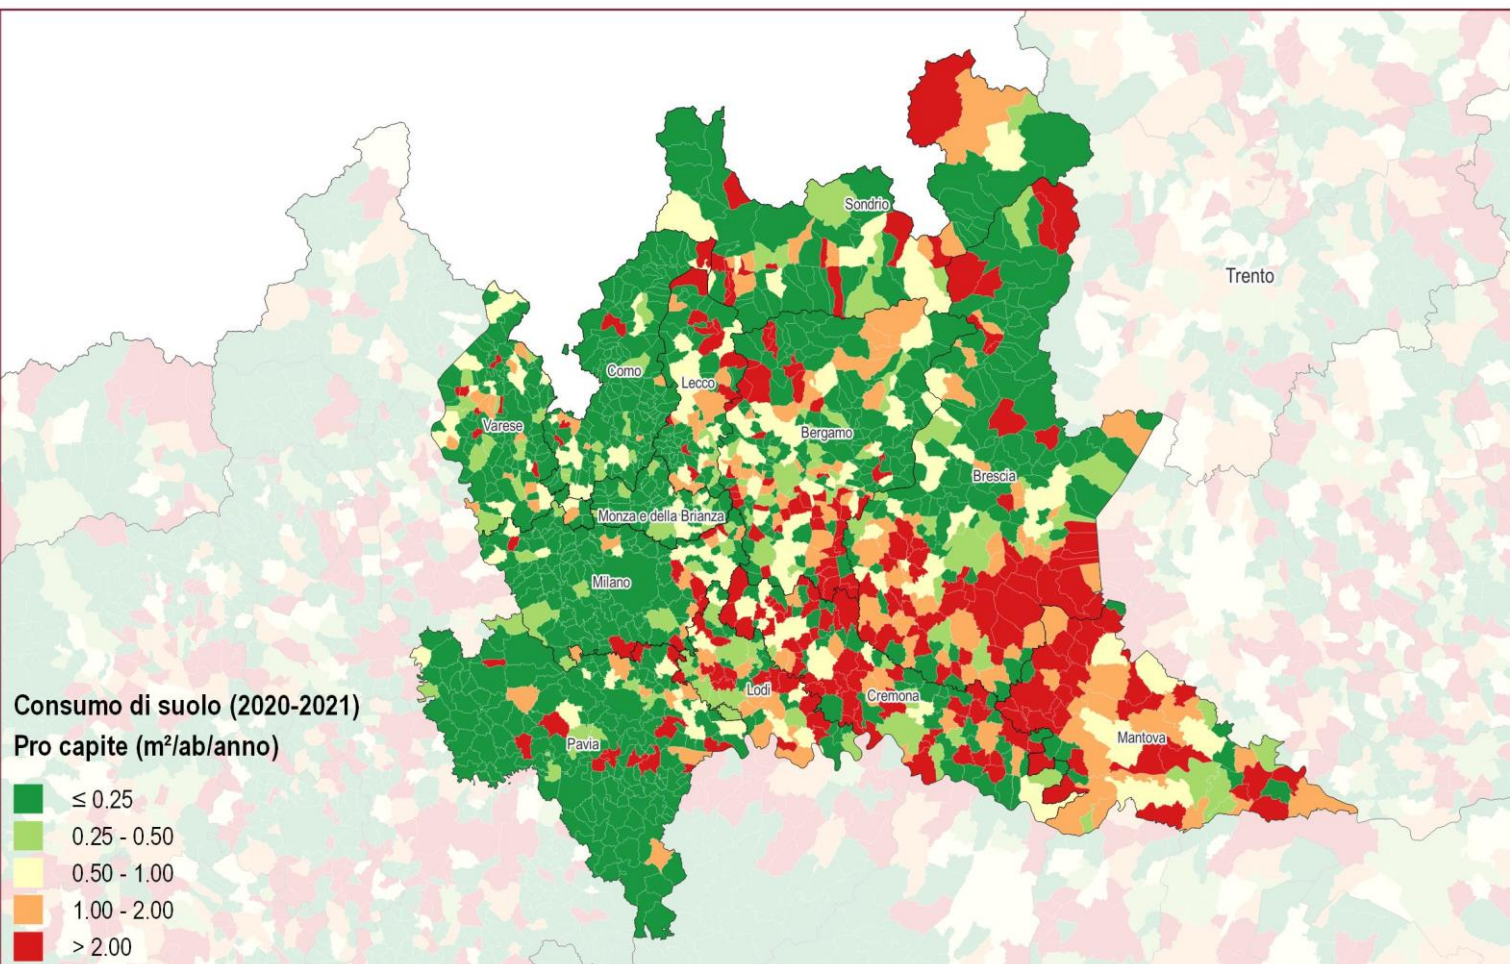 Sondrio
Trento
Como
Lecco
Varese
Bergamo
Brescia
Monza e della Brianza
Milano
Lodi
Cremona
Pavia
Mantova
Consumo di suolo (2020-2021)
Pro capite (m²/ab/anno)
≤ 0.25
0.25 - 0.50
0.50 - 1.00
1.00 - 2.00
> 2.00